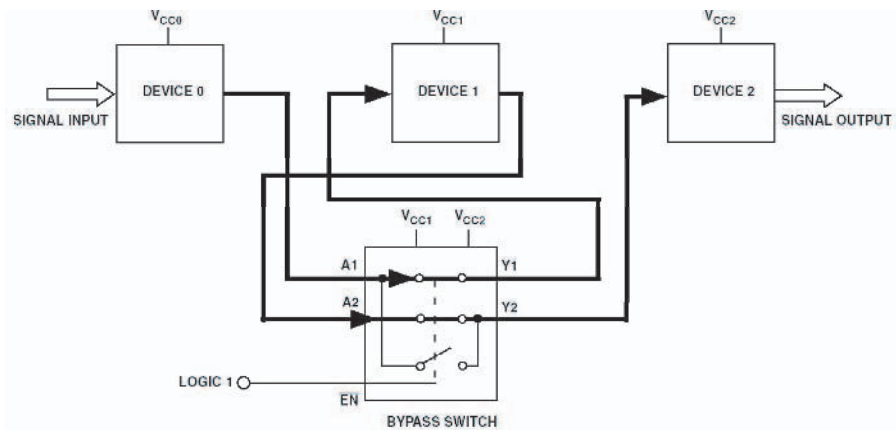 VCC0
VCC1
VCC2
DEVICE 0
DEVICE 1
DEVICE 2
SIGNAL INPUT
SIGNAL OUTPUT
VCC1
VCC2
A1
Y1
A2
Y2
LOGIC 1
EN
BYPASS SWITCH